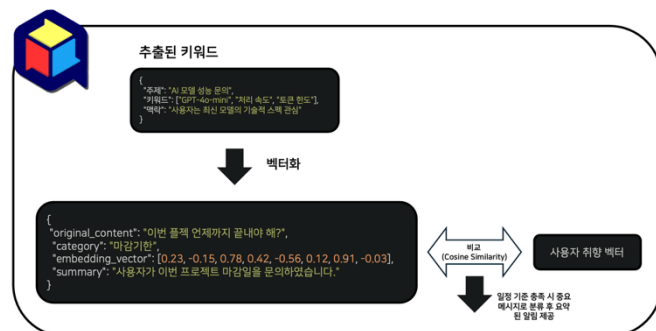 추출된 키워드
{
"주제": "AI 모델 성능 문의",
"키워드": ["GPT-4o-mini", "처리 속도", "토큰 한도"],
"맥락": "사용자는 최신 모델의 기술적 스펙 관심"
}
벡터화
{
"original_content": "이번 플젝 언제까지 끝내야 해?",
"category": "마감기한",
"embedding_vector": [0.23, -0.15, 0.78, 0.42, -0.56, 0.12, 0.91, -0.03],
"summary": "사용자가 이번 프로젝트 마감일을 문의하였습니다."
}
비교
(Cosine Similarity)
사용자 취향 벡터
일정 기준 충족 시 중요
메시지로 분류 후 요약
된 알림 제공